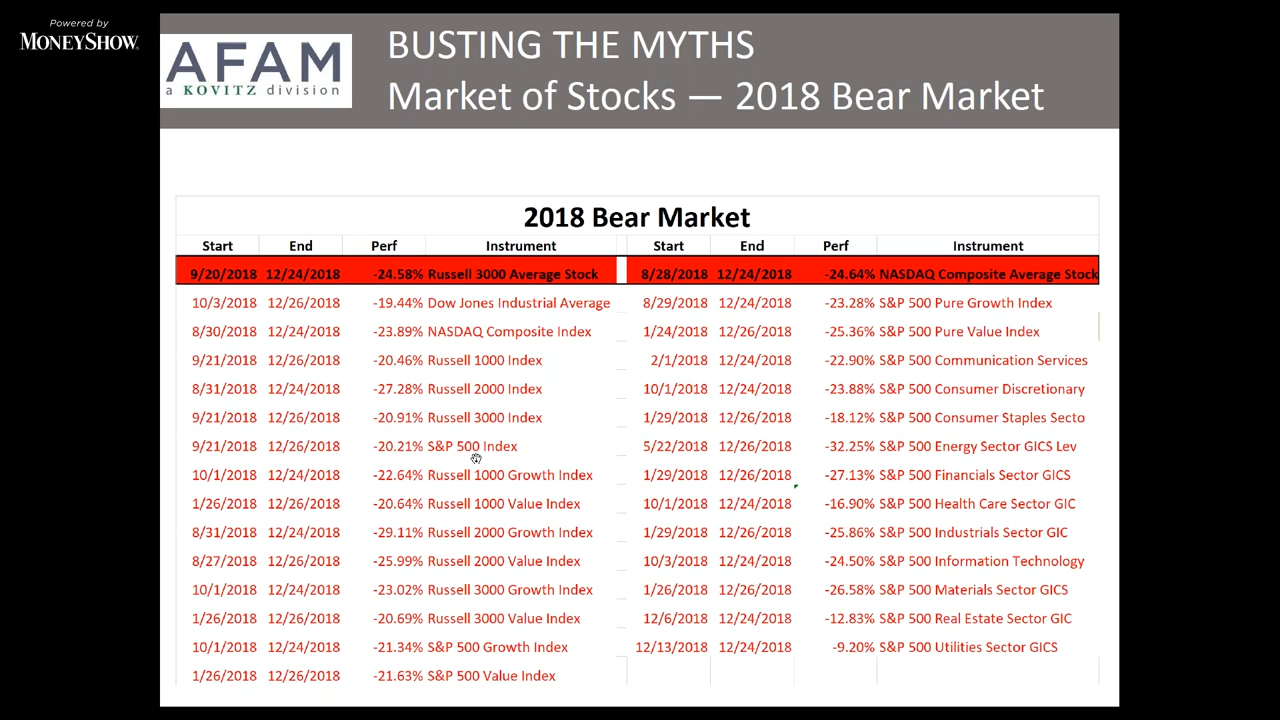 Powered by
MONEYSHOW.
AFAM
a KOVITZ division
BUSTING THE MYTHS
Market of Stocks — 2018 Bear Market
2018 Bear Market
Start End Perf Instrument Start End Perf Instrument
9/20/2018 12/24/2018 -24.58% Russell 3000 Average Stock 8/28/2018 12/24/2018 -24.64% NASDAQ Composite Average Stock
10/3/2018 12/26/2018 -19.44% Dow Jones Industrial Average 8/29/2018 12/24/2018 -23.28% S&P 500 Pure Growth Index
8/30/2018 12/24/2018 -23.89% NASDAQ Composite Index 1/24/2018 12/26/2018 -25.36% S&P 500 Pure Value Index
9/21/2018 12/26/2018 -20.46% Russell 1000 Index 2/1/2018 12/24/2018 -22.90% S&P 500 Communication Services
8/31/2018 12/24/2018 -27.28% Russell 2000 Index 10/1/2018 12/24/2018 -23.88% S&P 500 Consumer Discretionary
9/21/2018 12/26/2018 -20.91% Russell 3000 Index 1/29/2018 12/26/2018 -18.12% S&P 500 Consumer Staples Secto
9/21/2018 12/26/2018 -20.21% S&P 500 Index 5/22/2018 12/26/2018 -32.25% S&P 500 Energy Sector GICS Lev
10/1/2018 12/24/2018 -22.64% Russell 1000 Growth Index 1/29/2018 12/26/2018 -27.13% S&P 500 Financials Sector GICS
1/26/2018 12/26/2018 -20.64% Russell 1000 Value Index 10/1/2018 12/24/2018 -16.90% S&P 500 Health Care Sector GIC
8/31/2018 12/24/2018 -29.11% Russell 2000 Growth Index 1/29/2018 12/26/2018 -25.86% S&P 500 Industrials Sector GIC
8/27/2018 12/26/2018 -25.99% Russell 2000 Value Index 10/3/2018 12/24/2018 -24.50% S&P 500 Information Technology
10/1/2018 12/24/2018 -23.02% Russell 3000 Growth Index 1/26/2018 12/26/2018 -26.58% S&P 500 Materials Sector GICS
1/26/2018 12/26/2018 -20.69% Russell 3000 Value Index 12/6/2018 12/24/2018 -12.83% S&P 500 Real Estate Sector GIC
10/1/2018 12/24/2018 -21.34% S&P 500 Growth Index 12/13/2018 12/24/2018 -9.20% S&P 500 Utilities Sector GICS
1/26/2018 12/26/2018 -21.63% S&P 500 Value Index